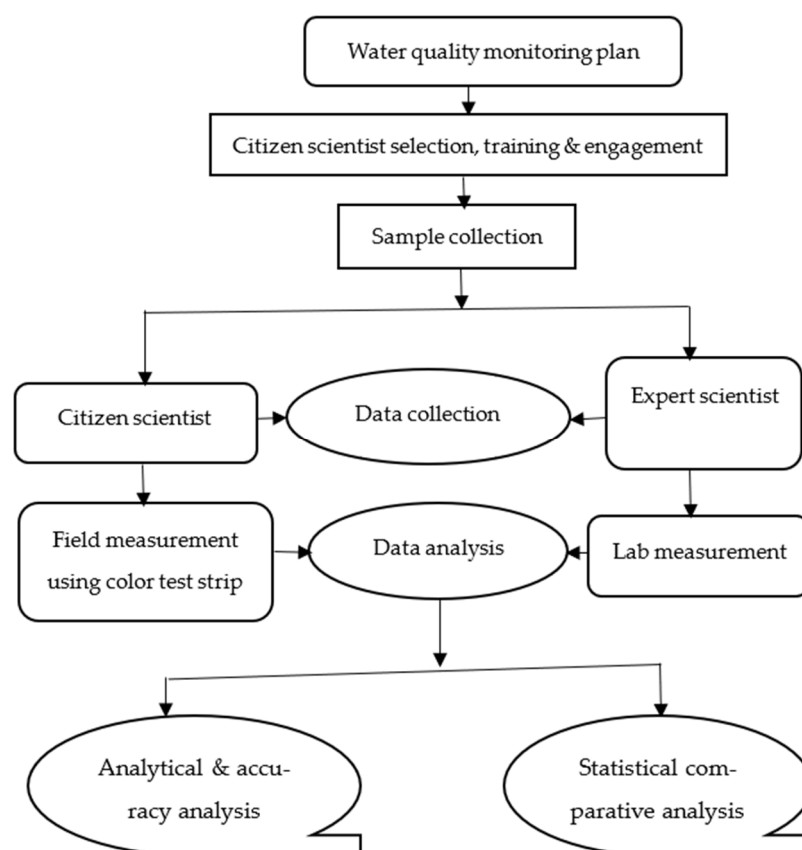 Water quality monitoring plan
Citizen scientist selection, training & engagement
Sample collection
Citizen scientist
Data collection
Expert scientist
Field measurement
using color test strip
Data analysis
Lab measurement
Analytical & accu-
racy analysis
Statistical com-
parative analysis